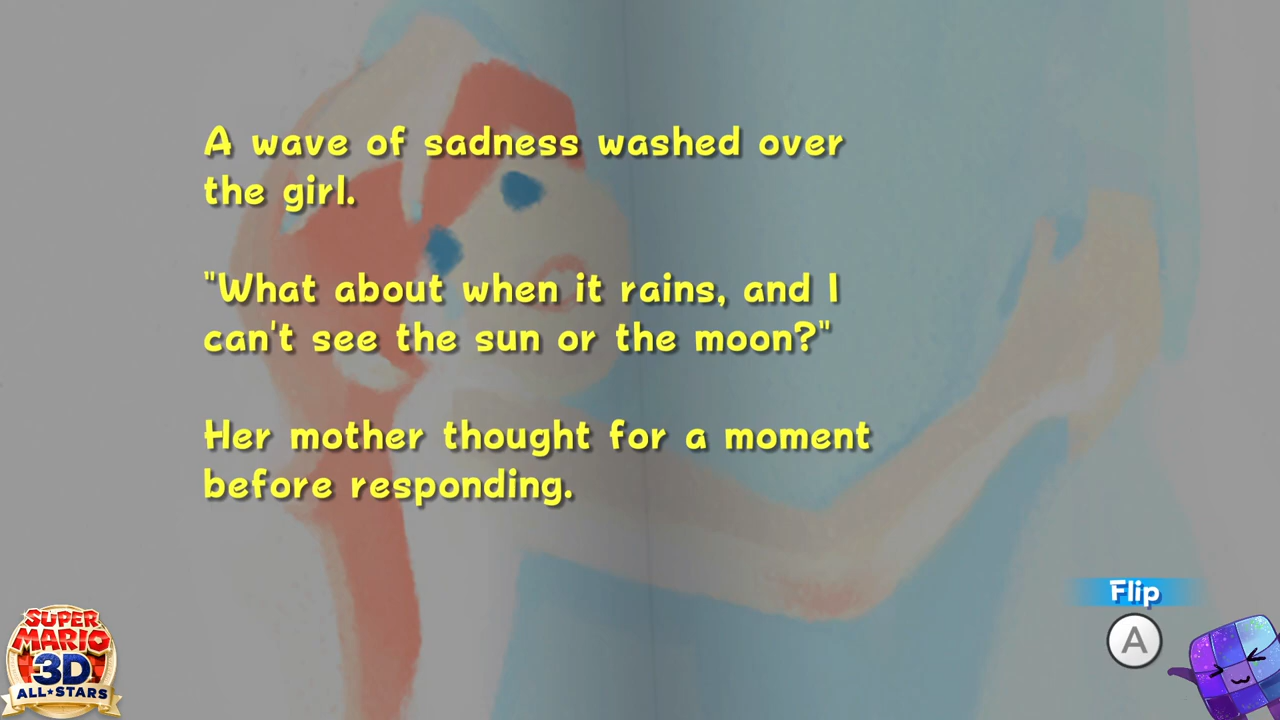 A wave of sadness washed over
the girl.
"What about when it rains, and I
can't see the sun or the moon?"
Her mother thought for a moment
before responding.
Flip
A
SUPER
MARIO
3D
ALL★STARS